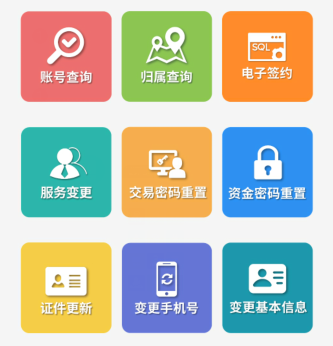 账号查询
归属查询
SQL
电子签约
服务变更
交易密码重置
资金密码重置
证件更新
变更手机号
变更基本信息